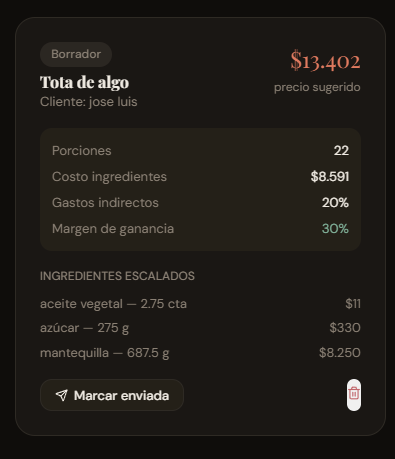 Borrador
$13.402
Tota de algo
precio sugerido
Cliente: jose luis
Porciones 22
Costo ingredientes $8.591
Gastos indirectos 20%
Margen de ganancia 30%
INGREDIENTES ESCALADOS
aceite vegetal — 2.75 cta $11
azúcar — 275 g $330
mantequilla — 687.5 g $8.250
Marcar enviada